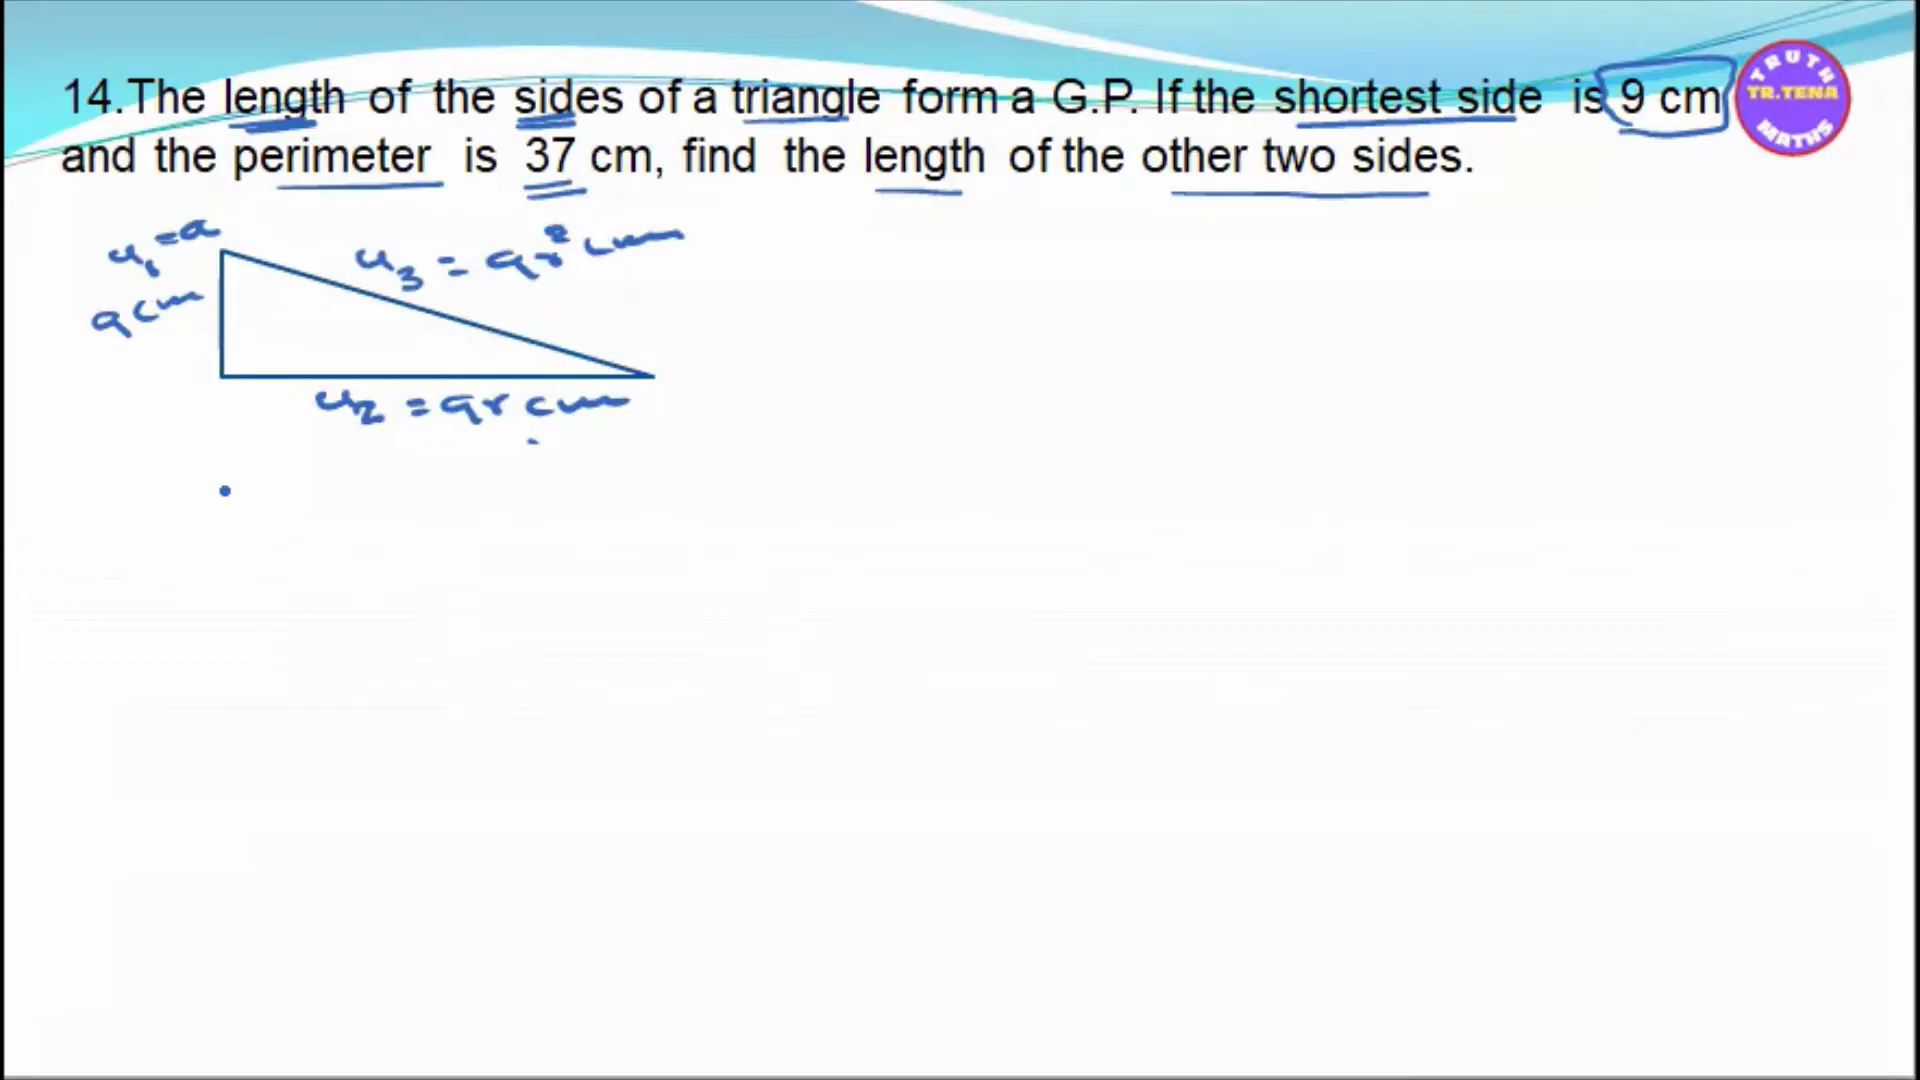 14.The length of the sides of a triangle form a G.P. If the shortest side is 9 cm
and the perimeter is 37 cm, find the length of the other two sides.
TRUTH
TR.TENA
MATHS
u₁ = a
9 cm
u₃ = 9r² cm
u₂ = 9r cm